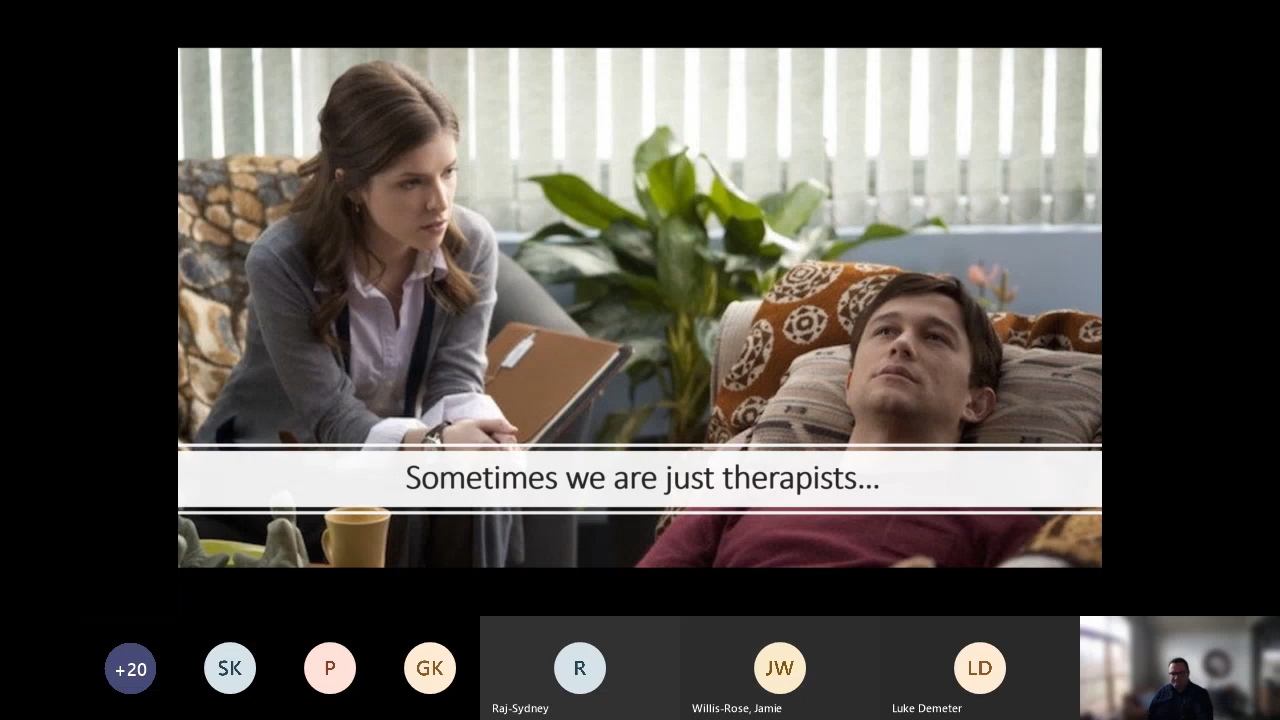 Sometimes we are just therapists...
+20
SK
P
GK
R
JW
LD
Raj-Sydney
Willis-Rose, Jamie
Luke Demeter